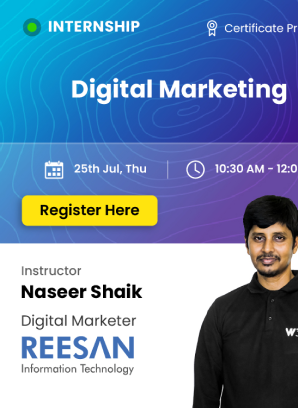 INTERNSHIP
Certificate Pr
Digital Marketing
25th Jul, Thu
10:30 AM - 12:0
Register Here
Instructor
Naseer Shaik
Digital Marketer
REESAN
Information Technology
W3